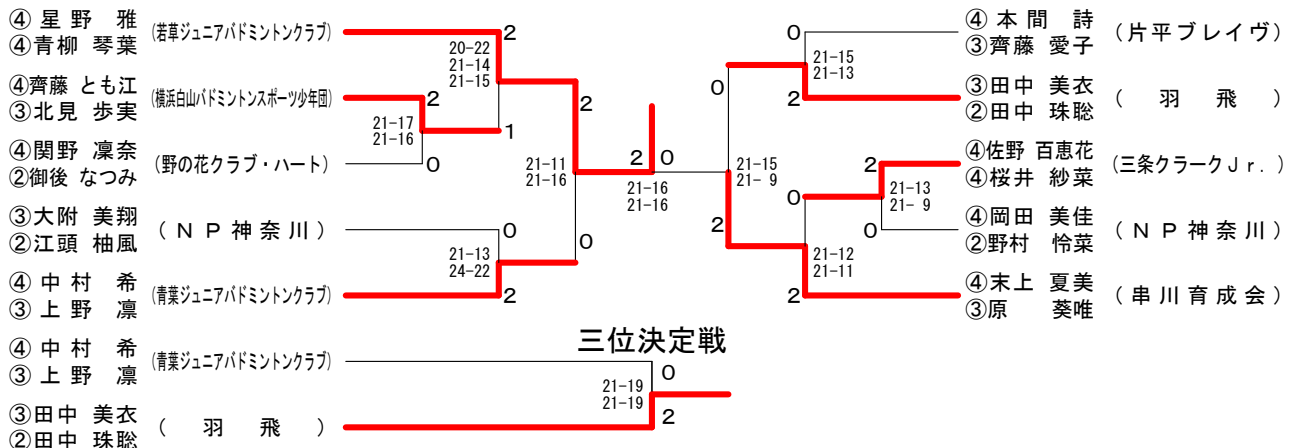 ④ 星 野 雅
④青柳 琴葉
(若草ジュニアバドミントンクラブ)
④齊藤 とも江
③北見 歩実
(横浜白山バドミントンスポーツ少年団)
④関野 凜奈
②御後 なつみ
(野の花クラブ・ハート)
③大附 美翔
②江頭 柚風
( N P 神奈川 )
④ 中 村 希
③ 上 野 凛
(青葉ジュニアバドミントンクラブ)
2
20-22
21-14
21-15
1
2
21-17
21-16
0
0
21-13
24-22
2
2
21-11
21-16
0
2
0
21-16
21-16
0
21-15
21- 9
2
0
21-15
21-13
2
0
21-12
21-11
2
2
21-13
21- 9
0
④ 本 間 詩
③齊藤 愛子
( 片平ブレイヴ )
③田中 美衣
②田中 珠聡
( 羽 飛 )
④佐野 百恵花
④桜井 紗菜
(三条クラークＪｒ. )
④岡田 美佳
②野村 怜菜
( N P 神奈川 )
④末上 夏美
③原 葵唯
( 串川育成会 )
三位決定戦
④ 中 村 希
③ 上 野 凛
(青葉ジュニアバドミントンクラブ)
③田中 美衣
②田中 珠聡
( 羽 飛 )
0
21-19
21-19
2